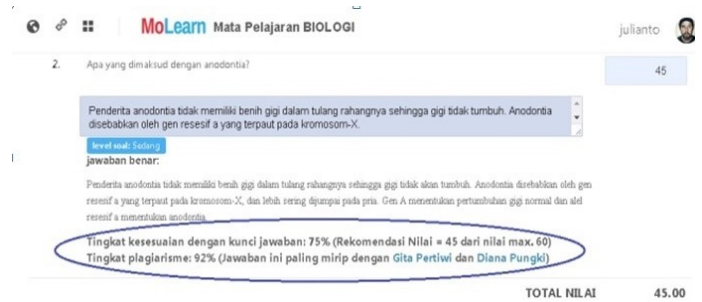 MoLearn Mata Pelajaran BIOLOGI
julianto
2. Apa yang dimaksud dengan anodontia?
45
Penderita anodontia tidak memiliki benih gigi dalam tulang rahangnya sehingga gigi tidak tumbuh. Anodontia
disebabkan oleh gen resesif a yang terpaut pada kromosom-X.
level soal: Sedang
jawaban benar:
Penderita anodontia tidak memiliki benih gigi dalam tulang rahangnya sehingga gigi tidak akan tumbuh. Anodontia disebabkan oleh gen
resesif a yang terpaut pada kromosom-X, dan lebih sering dijumpai pada pria. Gen A menentukan pertumbuhan gigi normal dan alel
resesif a menentukan anodontia.
Tingkat kesesuaian dengan kunci jawaban: 75% (Rekomendasi Nilai = 45 dari nilai max. 60)
Tingkat plagiarisme: 92% (Jawaban ini paling mirip dengan Gita Pertiwi dan Diana Pungki)
TOTAL NILAI 45.00